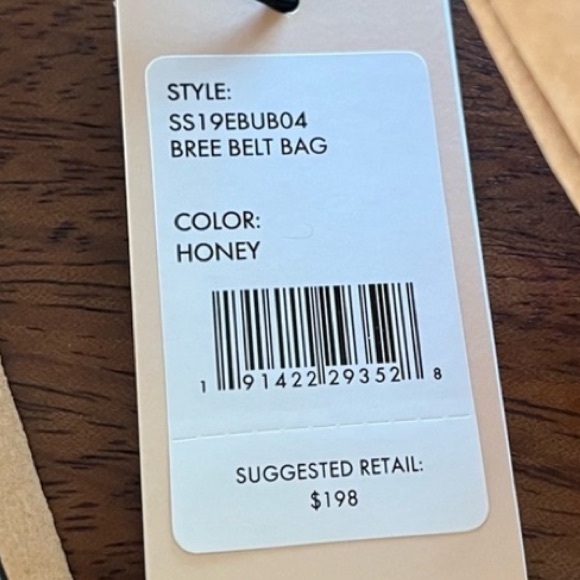 STYLE:
SS19EBUB04
BREE BELT BAG
COLOR:
HONEY
1 91422 29352 8
SUGGESTED RETAIL:
$198